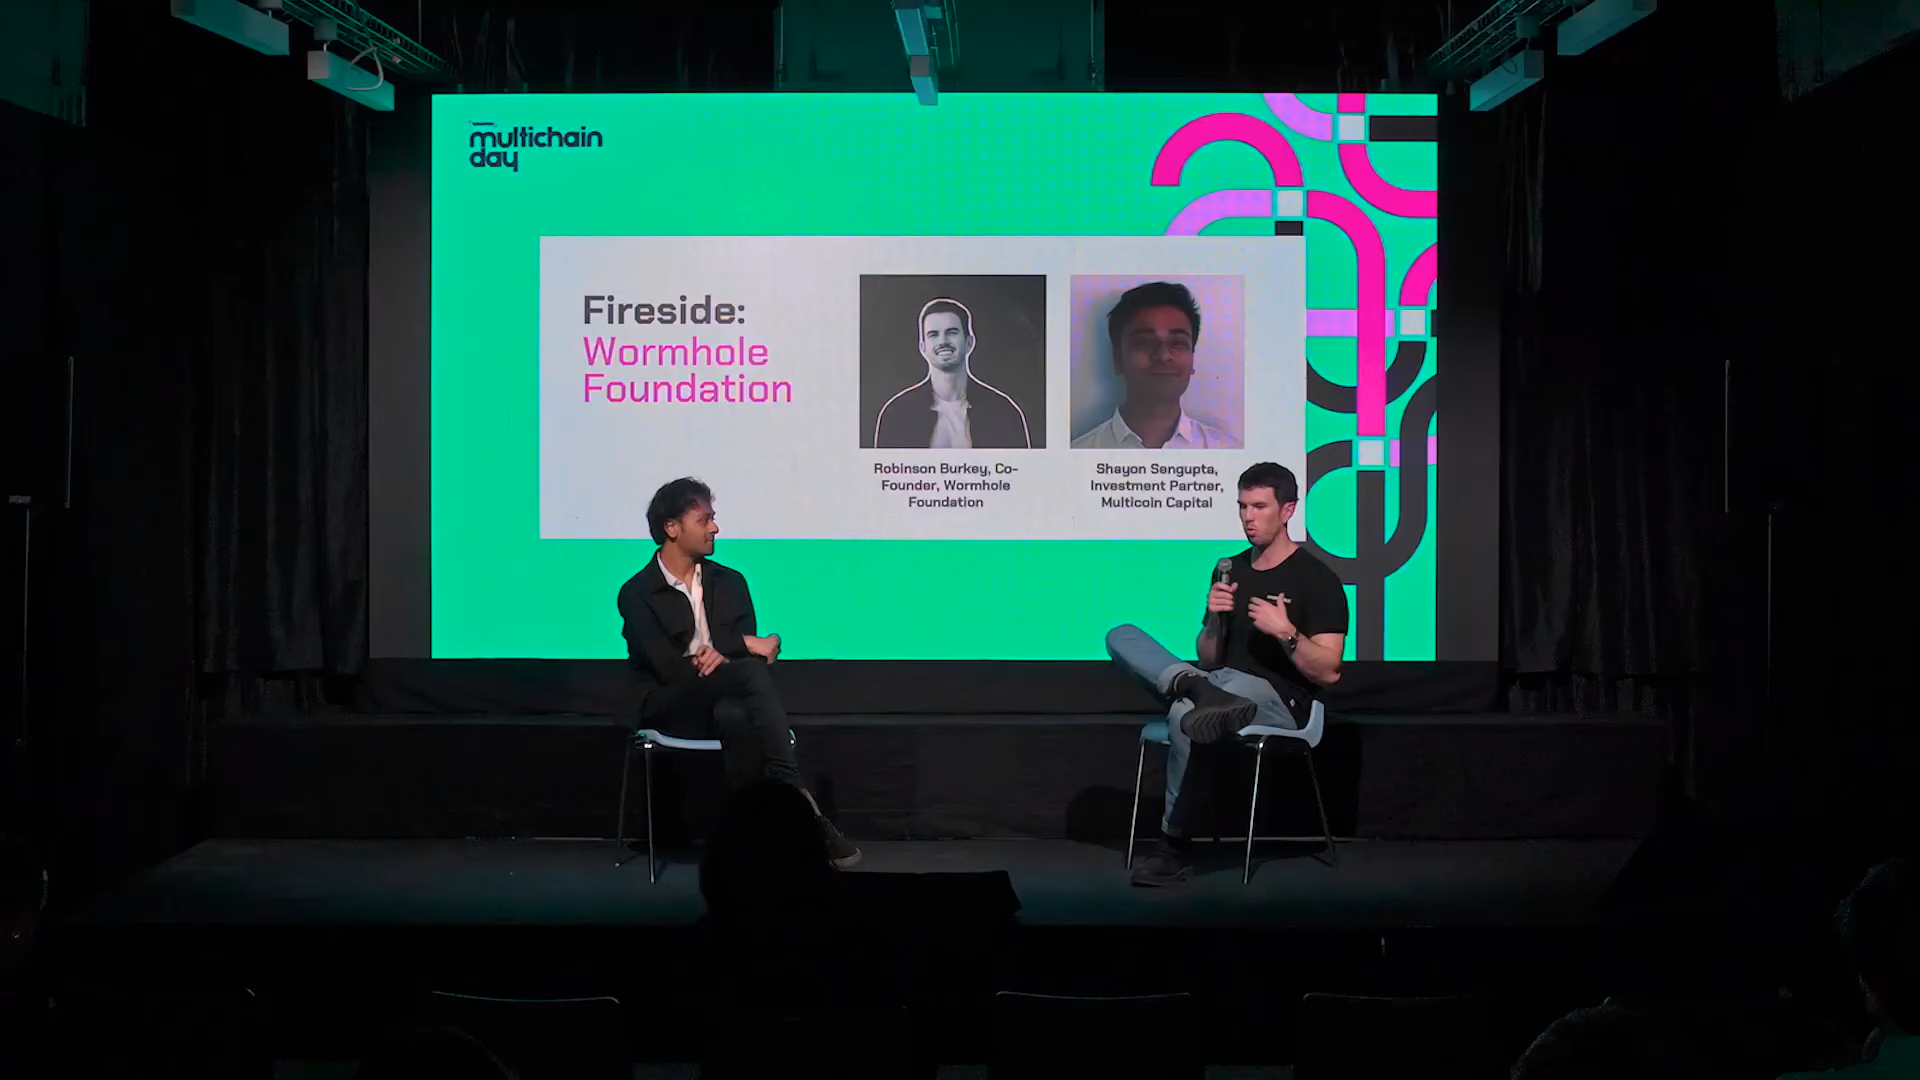 multichain
day
Fireside:
Wormhole
Foundation
Robinson Burkey, Co-
Founder, Wormhole
Foundation
Shayon Sengupta,
Investment Partner,
Multicoin Capital